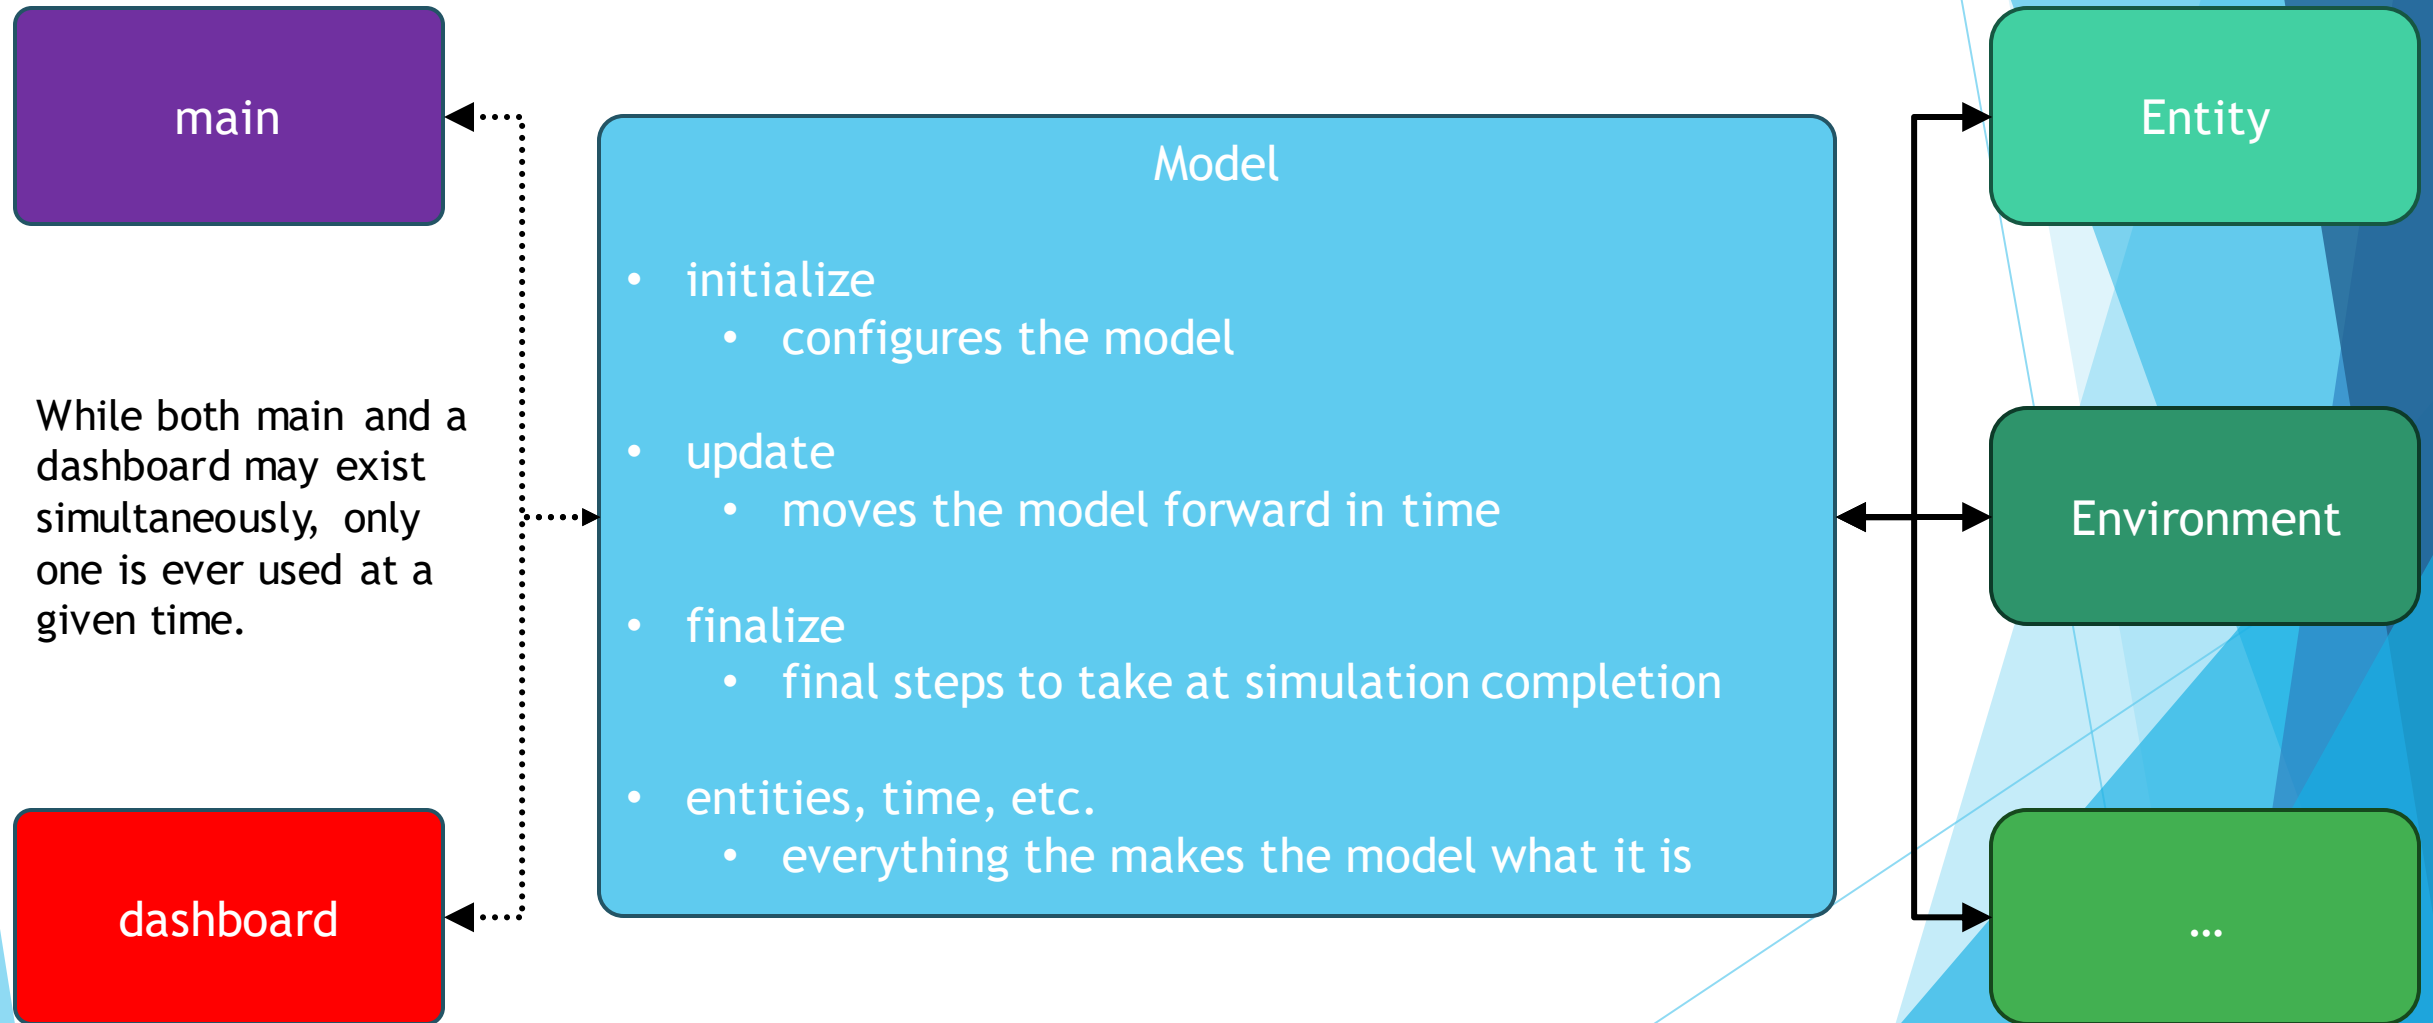 main
While both main and a
dashboard may exist
simultaneously, only
one is ever used at a
given time.
dashboard
Model
• initialize
• configures the model
• update
• moves the model forward in time
• finalize
• final steps to take at simulation completion
• entities, time, etc.
• everything the makes the model what it is
Entity
Environment
…